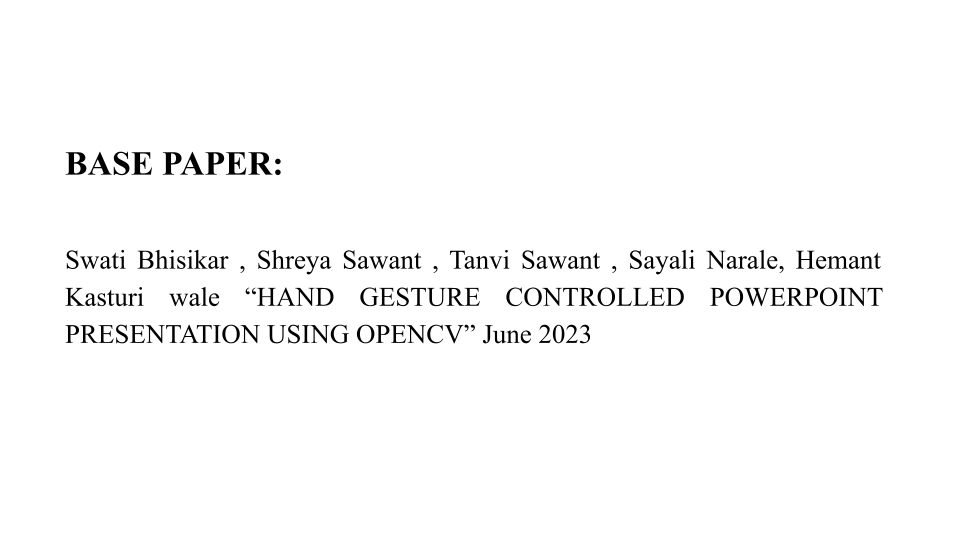 BASE PAPER:
Swati Bhisikar , Shreya Sawant , Tanvi Sawant , Sayali Narale, Hemant
Kasturi wale “HAND GESTURE CONTROLLED POWERPOINT
PRESENTATION USING OPENCV” June 2023